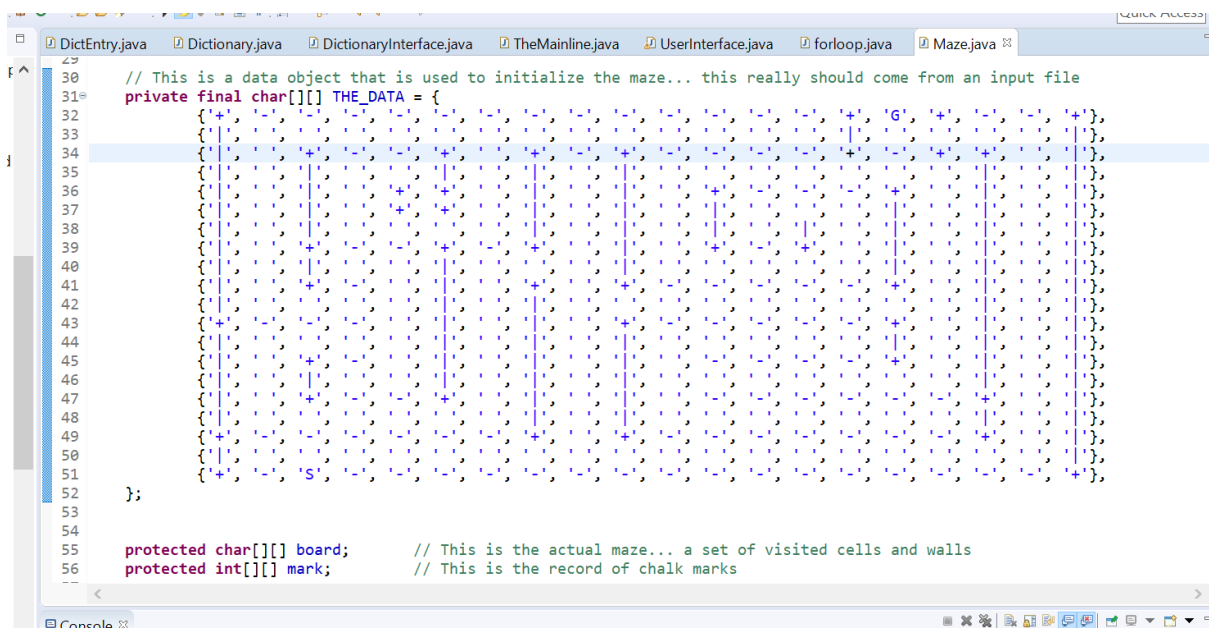 Quick Access
DictEntry.java Dictionary.java DictionaryInterface.java TheMainline.java UserInterface.java forloop.java Maze.java
29
30 // This is a data object that is used to initialize the maze... this really should come from an input file
31 private final char[][] THE_DATA = {
32 {'+', '-', '-', '-', '-', '-', '-', '-', '-', '-', '-', '-', '-', '-', '+', 'G', '+', '-', '-', '+'},
33 {'|', ' ', ' ', ' ', ' ', ' ', ' ', ' ', ' ', ' ', ' ', ' ', ' ', ' ', '|', ' ', '|', ' ', ' ', '|'},
34 {'|', ' ', '+', '-', '-', '+', ' ', '+', '-', '+', '-', '-', '-', '-', '+', '-', '+', '+', ' ', '|'},
35 {'|', ' ', '|', ' ', ' ', '|', ' ', '|', ' ', '|', ' ', ' ', ' ', ' ', ' ', ' ', ' ', '|', ' ', '|'},
36 {'|', ' ', '|', ' ', '+', '+', ' ', '|', ' ', '|', ' ', '+', '-', '-', '-', '+', ' ', '|', ' ', '|'},
37 {'|', ' ', '|', ' ', '+', '+', ' ', '|', ' ', '|', ' ', '|', ' ', ' ', ' ', '|', ' ', '|', ' ', '|'},
38 {'|', ' ', '|', ' ', ' ', '|', ' ', '|', ' ', '|', ' ', '|', ' ', '|', ' ', '|', ' ', '|', ' ', '|'},
39 {'|', ' ', '+', '-', '-', '+', '-', '+', ' ', '|', ' ', '+', '-', '+', ' ', '|', ' ', '|', ' ', '|'},
40 {'|', ' ', '|', ' ', ' ', '|', ' ', ' ', ' ', '|', ' ', ' ', ' ', ' ', ' ', '|', ' ', '|', ' ', '|'},
41 {'|', ' ', '+', '-', ' ', '|', ' ', '+', ' ', '+', '-', '-', '-', '-', '-', '+', ' ', '|', ' ', '|'},
42 {'|', ' ', ' ', ' ', ' ', '|', ' ', '|', ' ', ' ', ' ', ' ', ' ', ' ', ' ', ' ', ' ', '|', ' ', '|'},
43 {'+', '-', '-', '-', ' ', '|', ' ', '|', ' ', '+', '-', '-', '-', '-', '-', '+', ' ', '|', ' ', '|'},
44 {'|', ' ', ' ', ' ', ' ', '|', ' ', '|', ' ', '|', ' ', ' ', ' ', ' ', ' ', '|', ' ', '|', ' ', '|'},
45 {'|', ' ', '+', '-', ' ', '|', ' ', '|', ' ', '|', ' ', '-', '-', '-', '-', '+', ' ', '|', ' ', '|'},
46 {'|', ' ', '|', ' ', ' ', '|', ' ', '|', ' ', '|', ' ', ' ', ' ', ' ', ' ', ' ', ' ', '|', ' ', '|'},
47 {'|', ' ', '+', '-', '-', '+', ' ', '|', ' ', '|', ' ', '-', '-', '-', '-', '-', '-', '+', ' ', '|'},
48 {'|', ' ', ' ', ' ', ' ', ' ', ' ', '|', ' ', '|', ' ', ' ', ' ', ' ', ' ', ' ', ' ', '|', ' ', '|'},
49 {'+', '-', '-', '-', '-', '-', '-', '+', ' ', '+', '-', '-', '-', '-', '-', '-', '-', '+', ' ', '|'},
50 {'|', ' ', ' ', ' ', ' ', ' ', ' ', ' ', ' ', ' ', ' ', ' ', ' ', ' ', ' ', ' ', ' ', ' ', ' ', '|'},
51 {'+', '-', 'S', '-', '-', '-', '-', '-', '-', '-', '-', '-', '-', '-', '-', '-', '-', '-', '-', '+'},
52 };
53
54
55 protected char[][] board; // This is the actual maze... a set of visited cells and walls
56 protected int[][] mark; // This is the record of chalk marks
Console